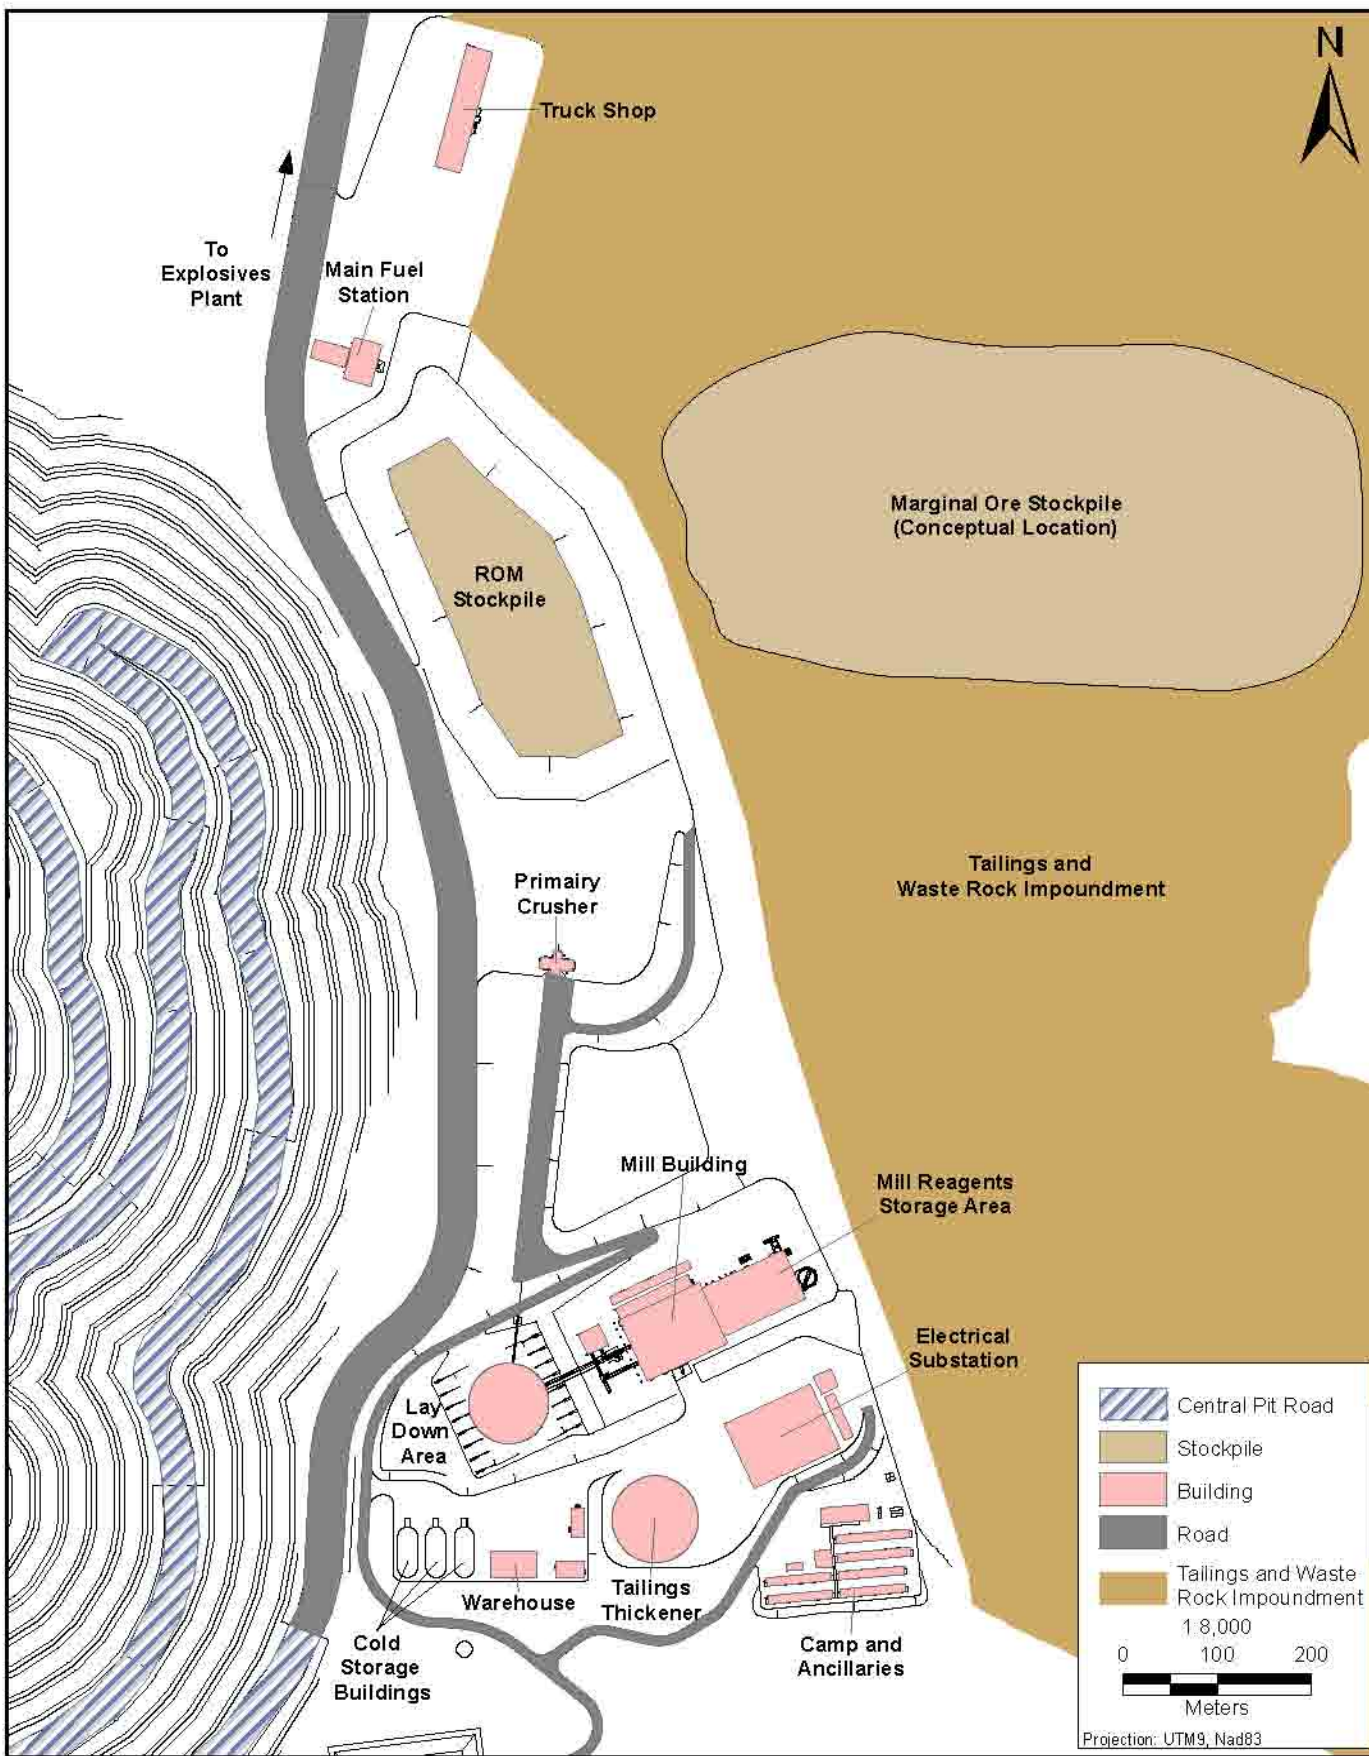 N
Truck Shop
To
Explosives
Plant
Main Fuel
Station
Marginal Ore Stockpile
(Conceptual Location)
ROM
Stockpile
Tailings and
Waste Rock Impoundment
Primairy
Crusher
Mill Building
Mill Reagents
Storage Area
Electrical
Substation
Lay
Down
Area
Warehouse
Tailings
Thickener
Cold
Storage
Buildings
Camp and
Ancillaries
Central Pit Road
Stockpile
Building
Road
Tailings and Waste
Rock Impoundment
1:8,000
0 100 200
Meters
Projection: UTM9, Nad83